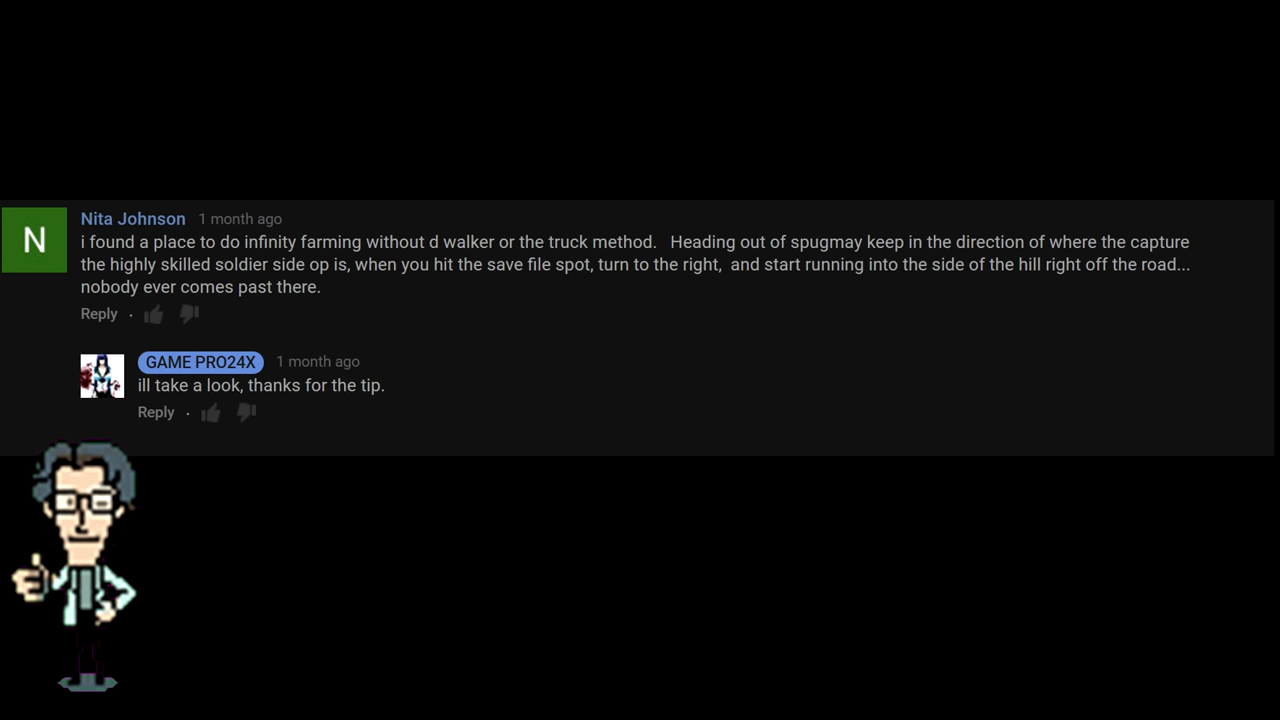 N
Nita Johnson 1 month ago
i found a place to do infinity farming without d walker or the truck method.   Heading out of spugmay keep in the direction of where the capture
the highly skilled soldier side op is, when you hit the save file spot, turn to the right,  and start running into the side of the hill right off the road...
nobody ever comes past there.
Reply ·
GAME PRO24X 1 month ago
ill take a look, thanks for the tip.
Reply ·